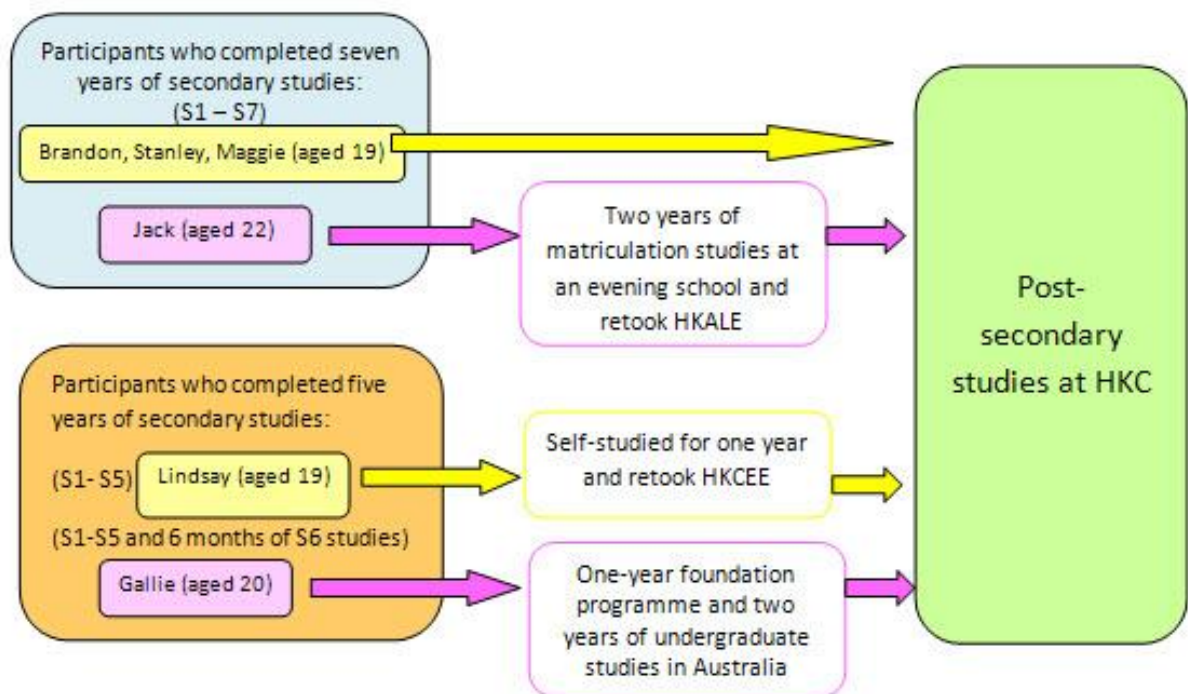 Participants who completed seven
years of secondary studies:
(S1 – S7)
Brandon, Stanley, Maggie (aged 19)
Jack (aged 22)
Two years of
matriculation studies at
an evening school and
retook HKALE
Participants who completed five
years of secondary studies:
(S1- S5)
Lindsay (aged 19)
Self-studied for one year
and retook HKCEE
(S1-S5 and 6 months of S6 studies)
Gallie (aged 20)
One-year foundation
programme and two
years of undergraduate
studies in Australia
Post-
secondary
studies at HKC